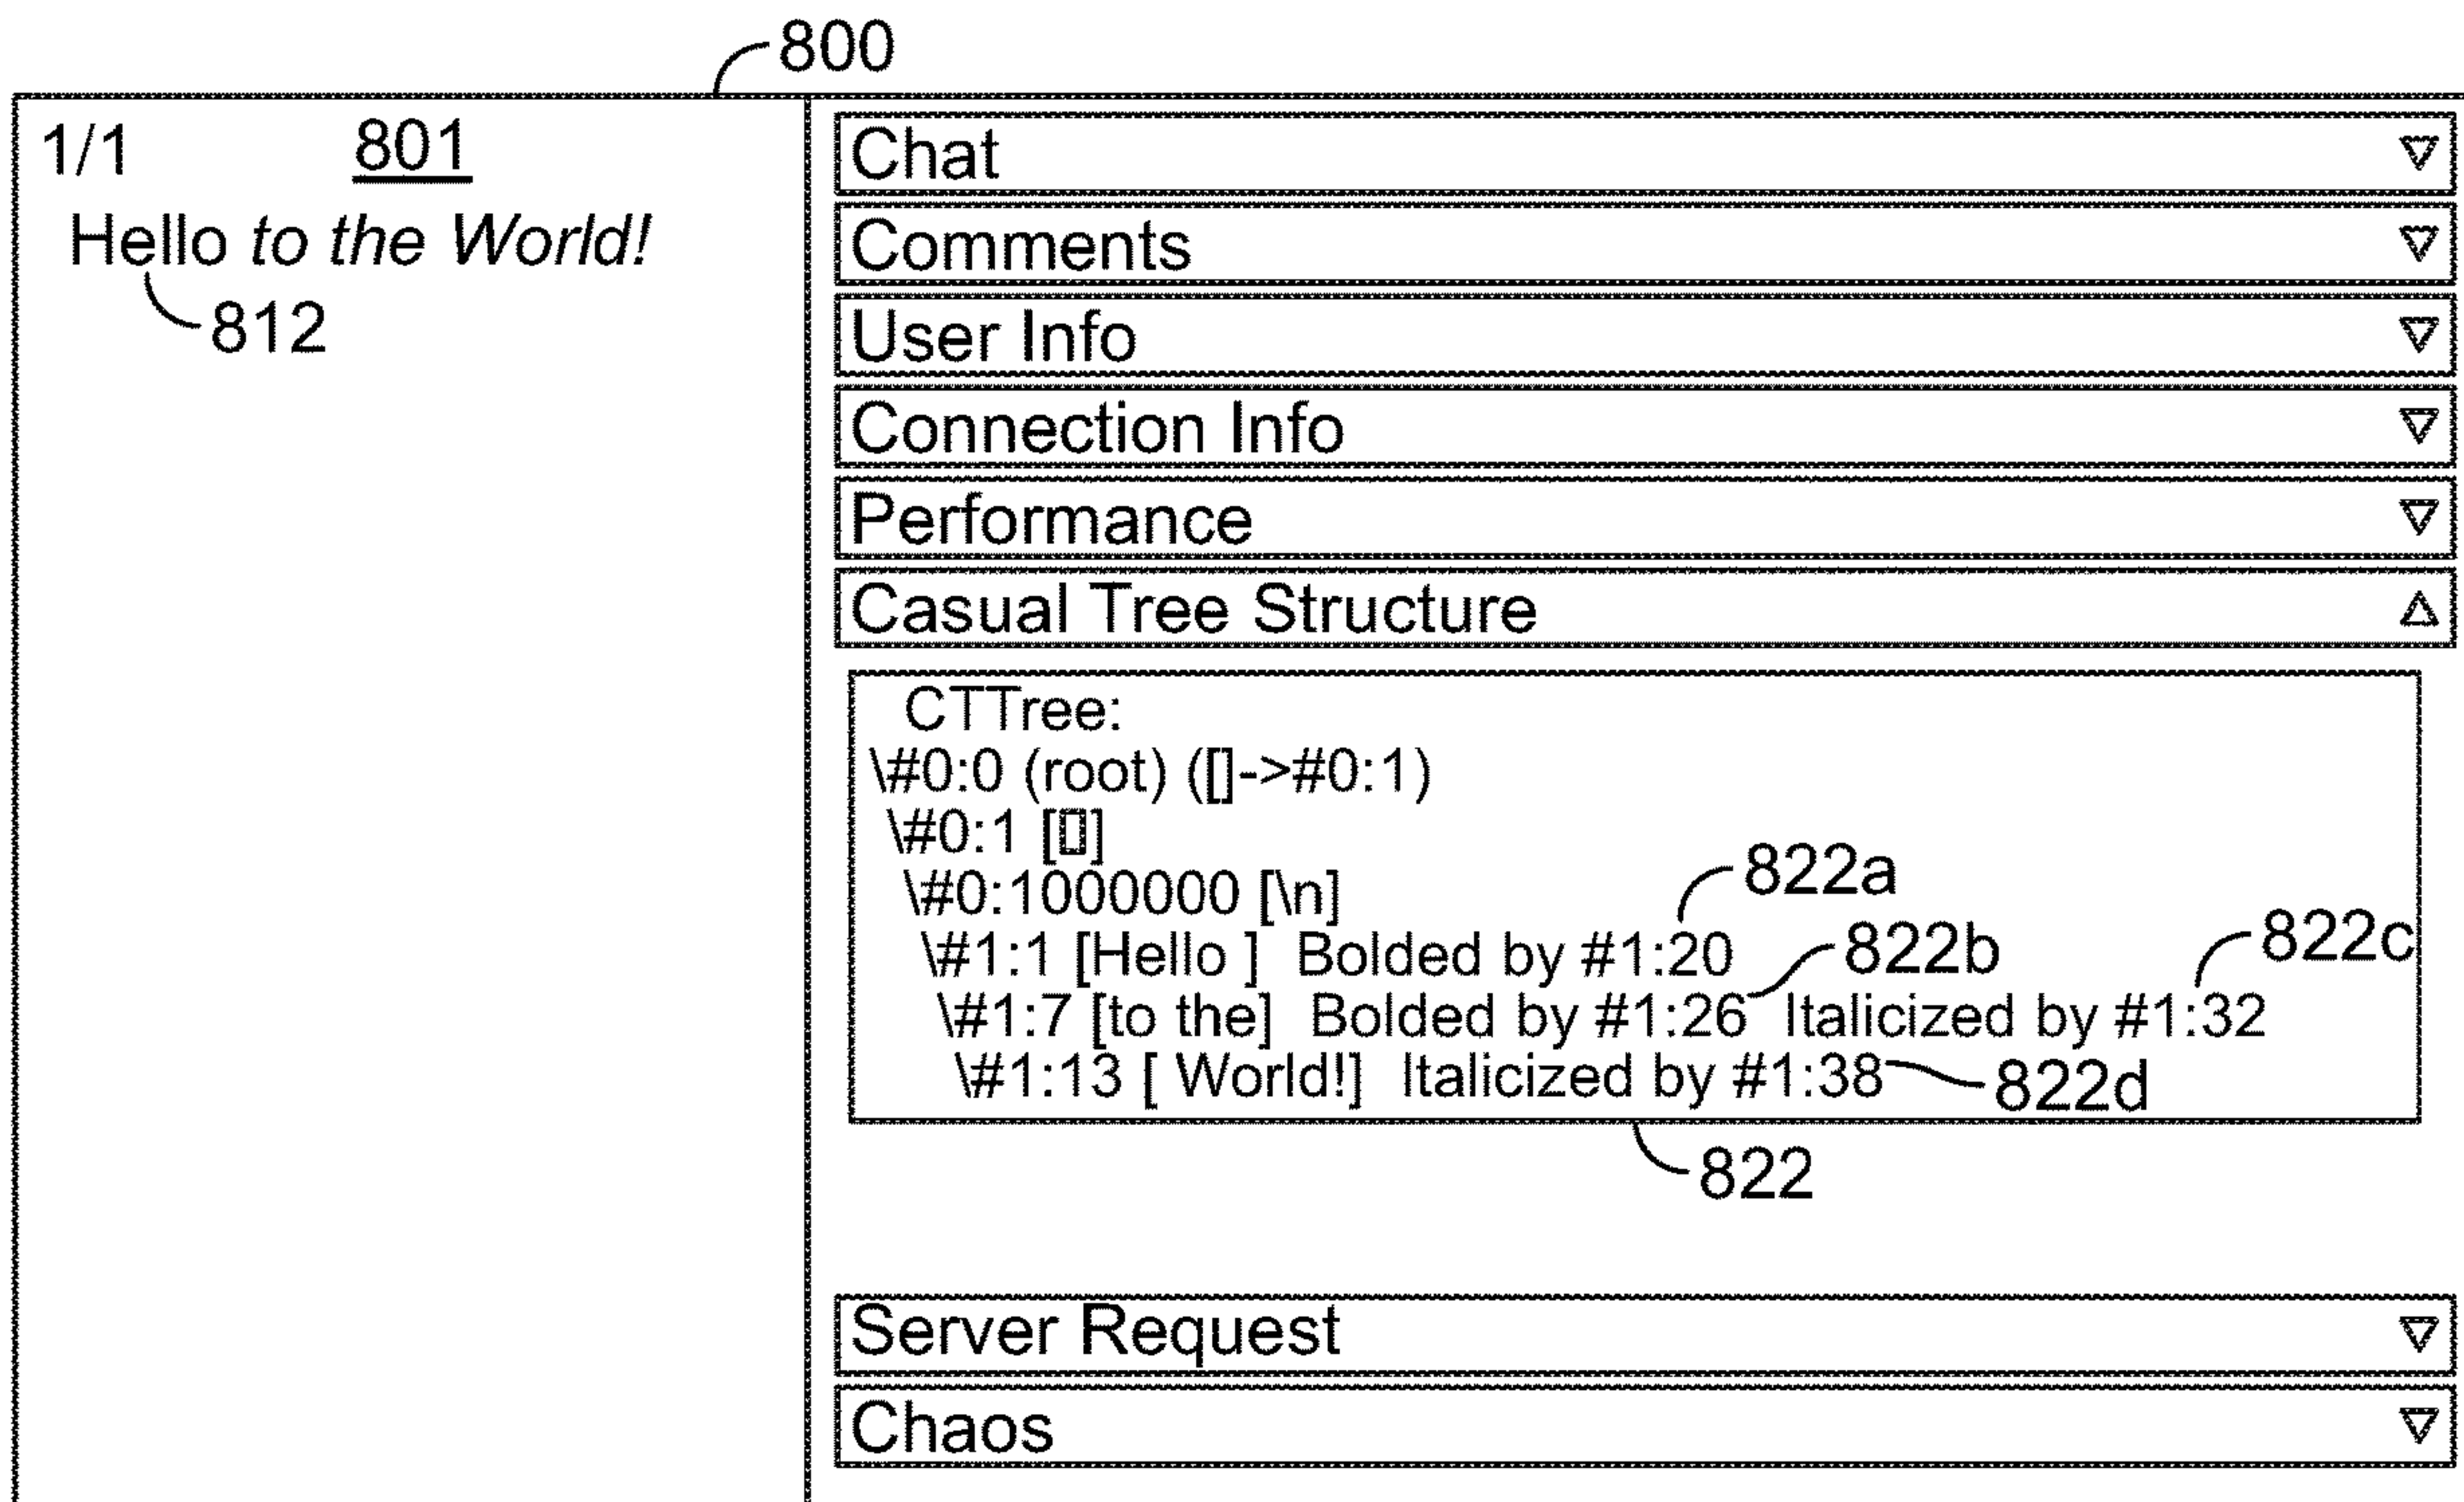 800
1/1 801
Hello to the World!
812
Chat
Comments
User Info
Connection Info
Performance
Casual Tree Structure
CTTree:
\#0:0 (root) ([]->#0:1)
\#0:1 [▯]
\#0:1000000 [\n]
822a
\#1:1 [Hello ] Bolded by #1:20
822b
822c
\#1:7 [to the] Bolded by #1:26 Italicized by #1:32
\#1:13 [ World!] Italicized by #1:38
822d
822
Server Request
Chaos